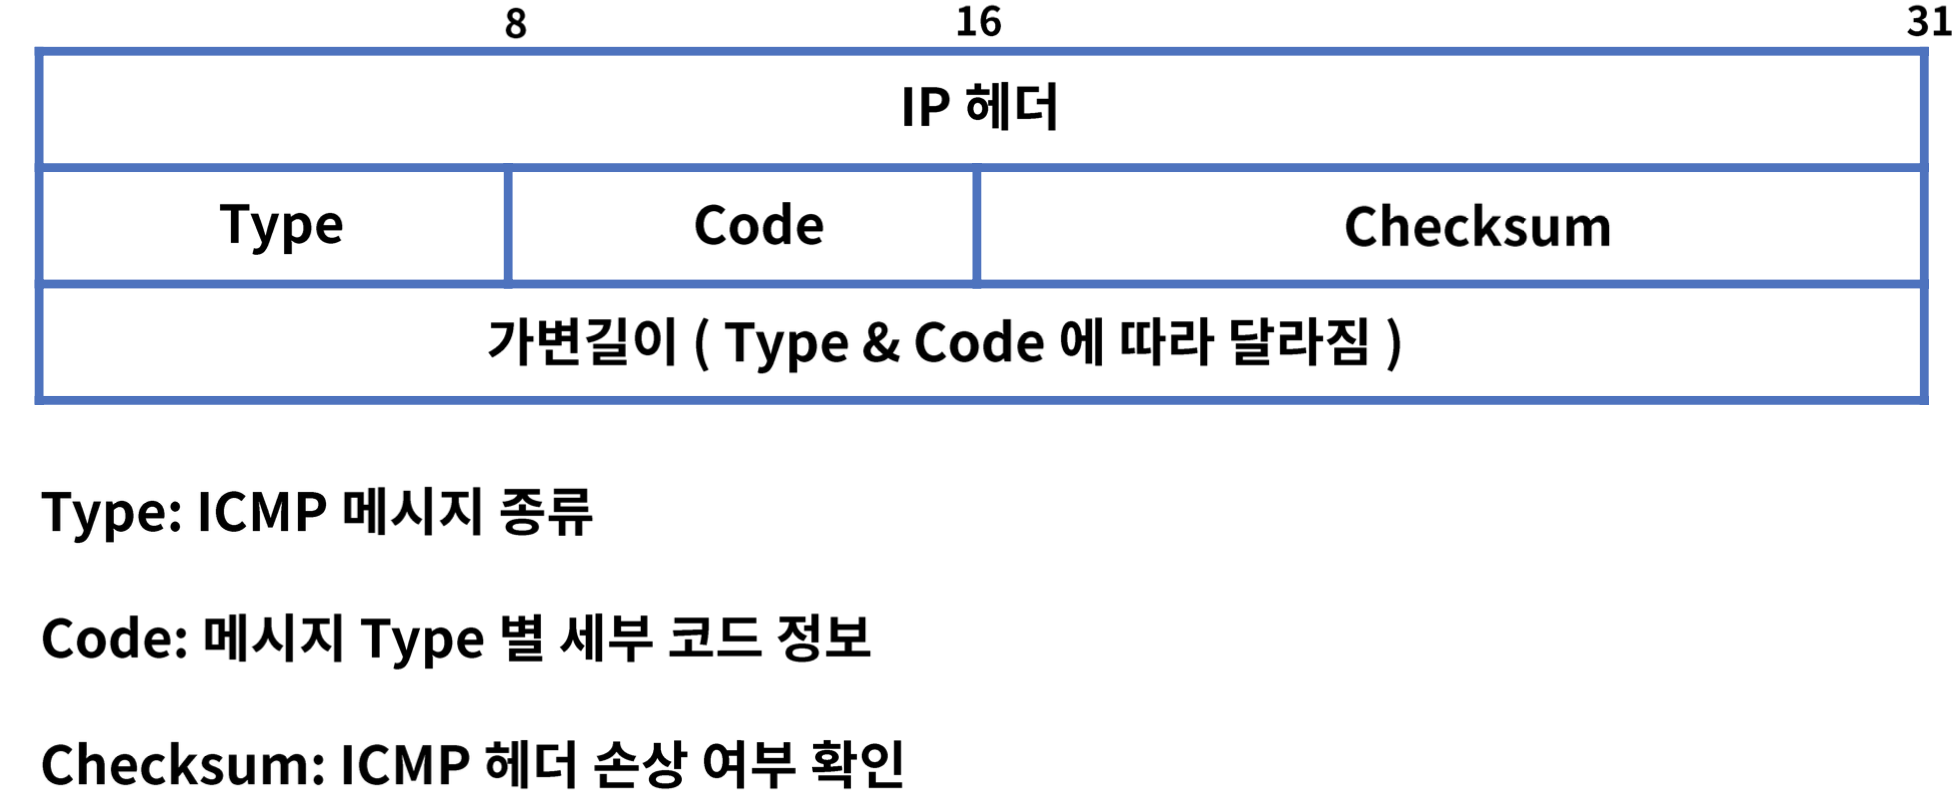 8 16 31
IP 헤더
Type Code Checksum
가변길이 ( Type & Code 에 따라 달라짐 )
Type: ICMP 메시지 종류
Code: 메시지 Type 별 세부 코드 정보
Checksum: ICMP 헤더 손상 여부 확인